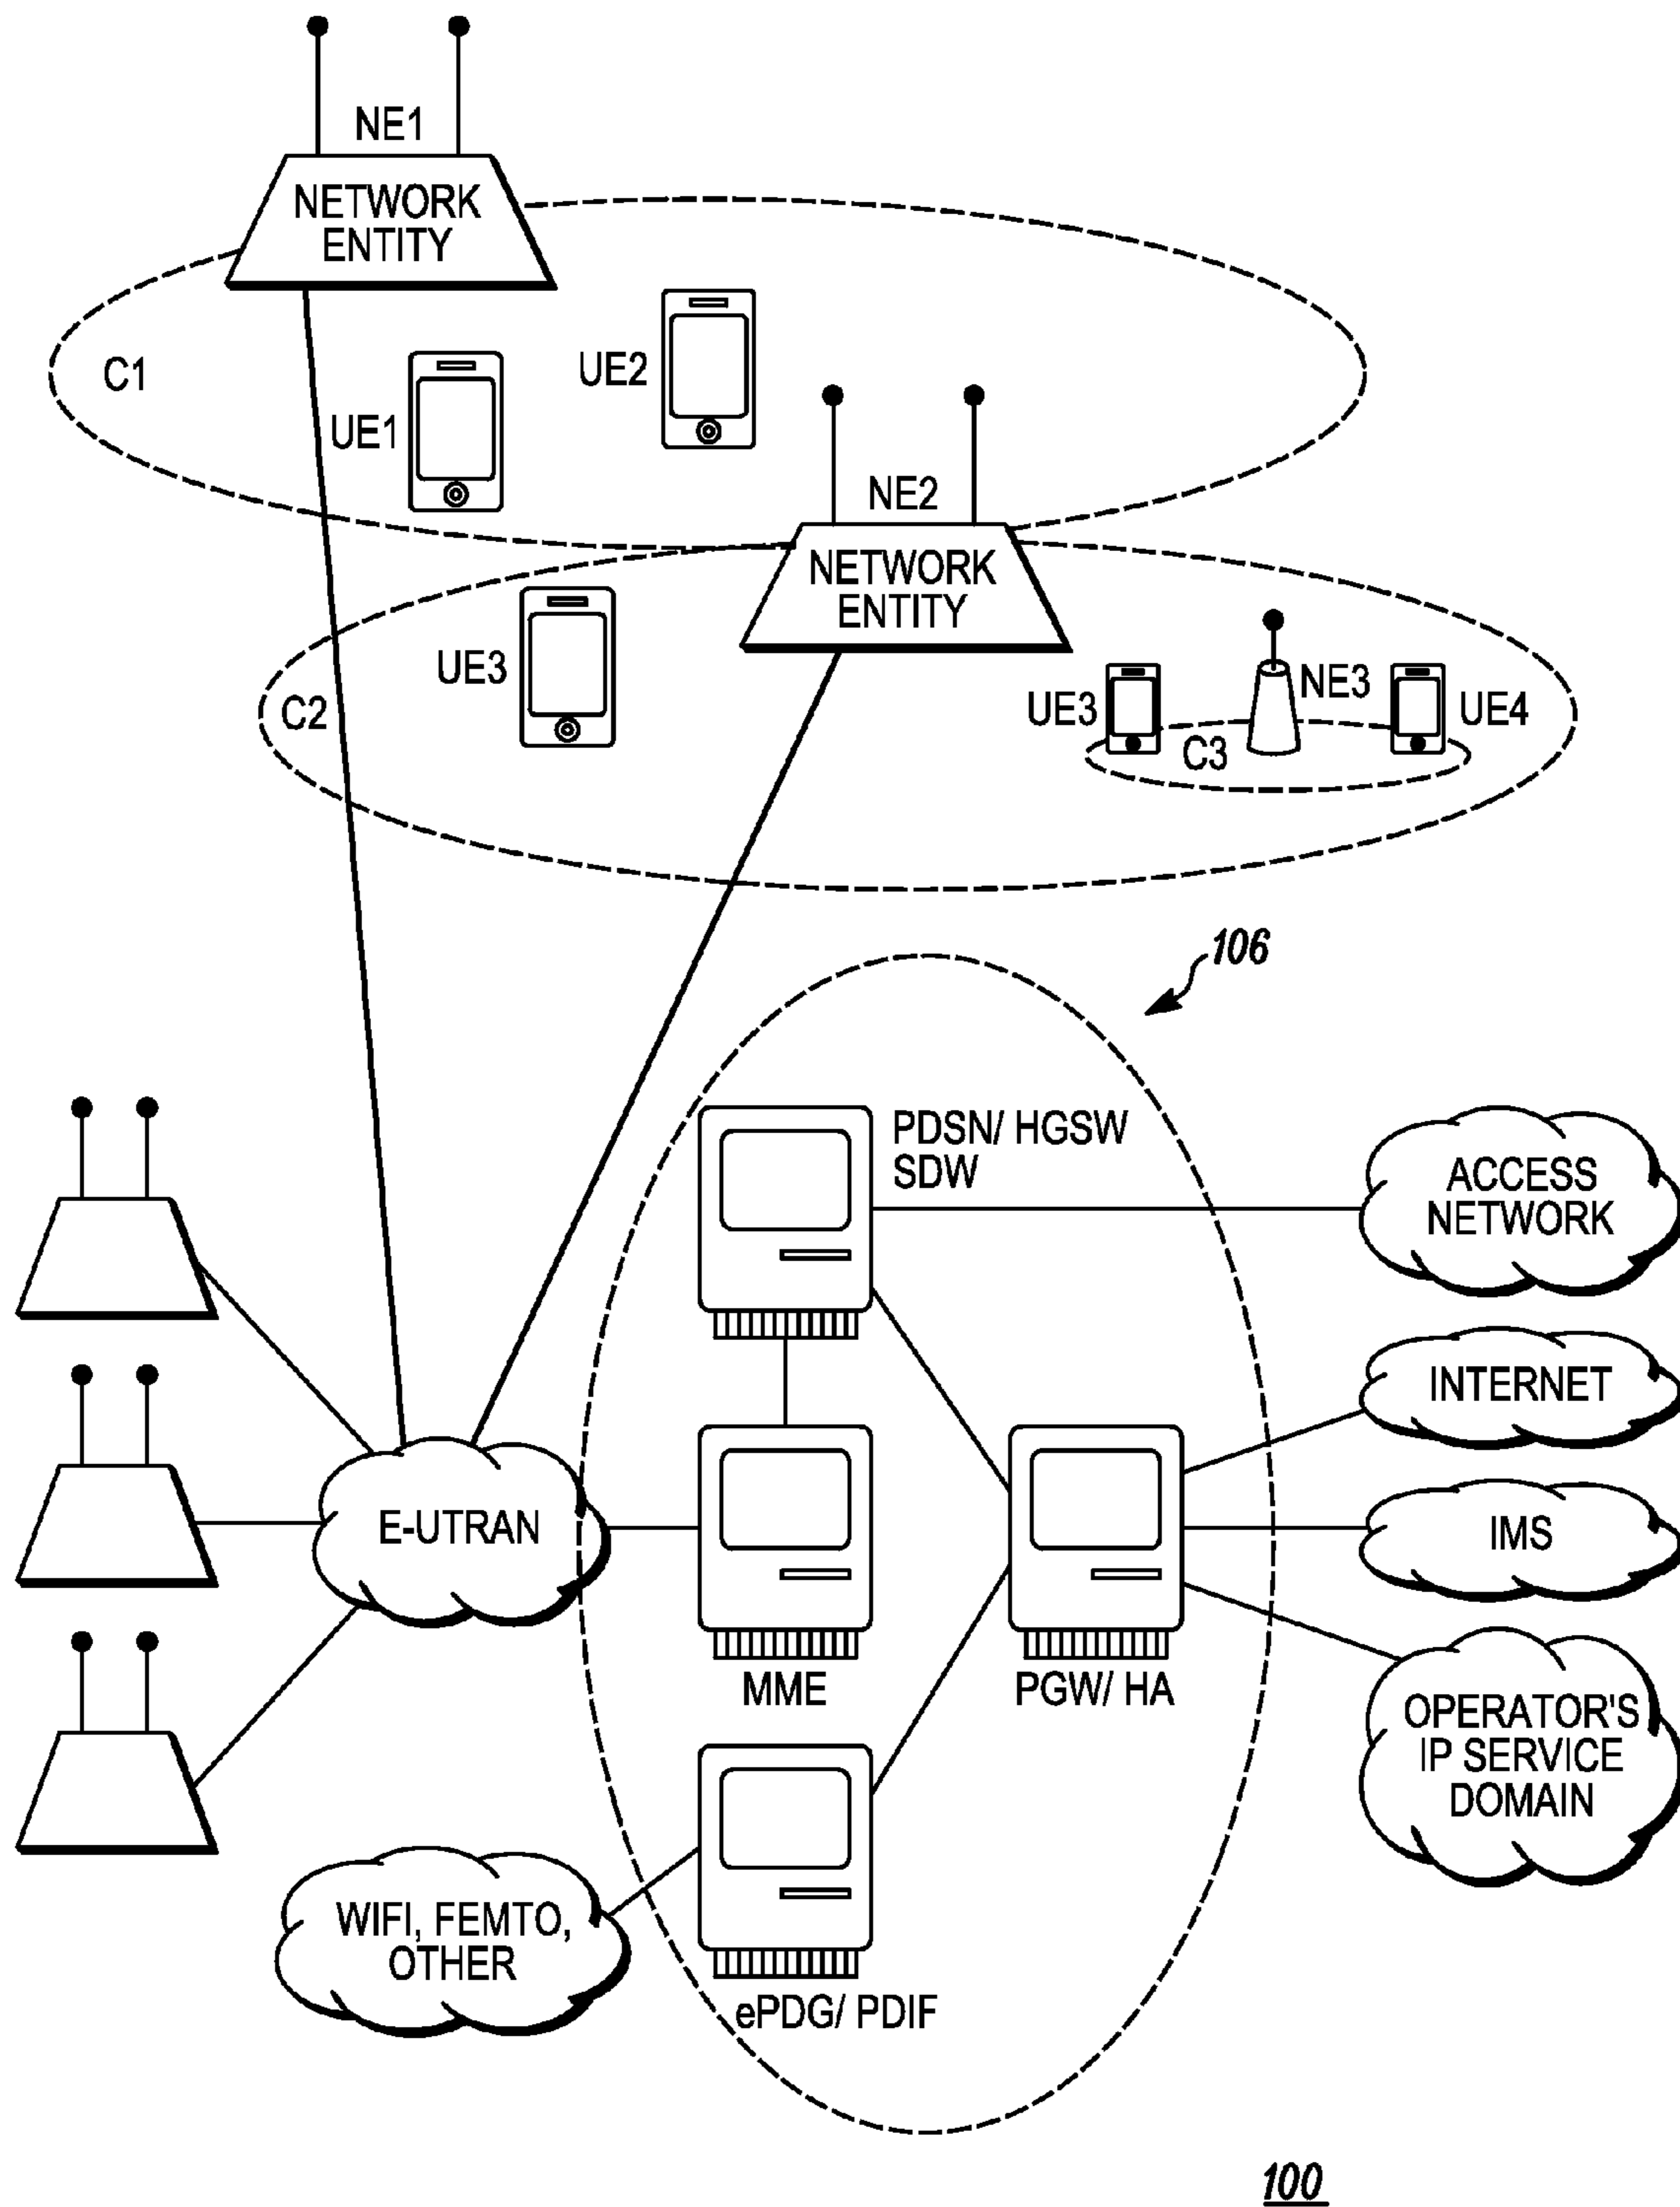 NE1
NETWORK
ENTITY
C1
UE1
UE2
NE2
NETWORK
ENTITY
UE3
C2
UE3
NE3
UE4
C3
106
PDSN/ HGSW
SDW
ACCESS
NETWORK
INTERNET
E-UTRAN
IMS
MME
PGW/ HA
OPERATOR'S
IP SERVICE
DOMAIN
WIFI, FEMTO,
OTHER
ePDG/ PDIF
100